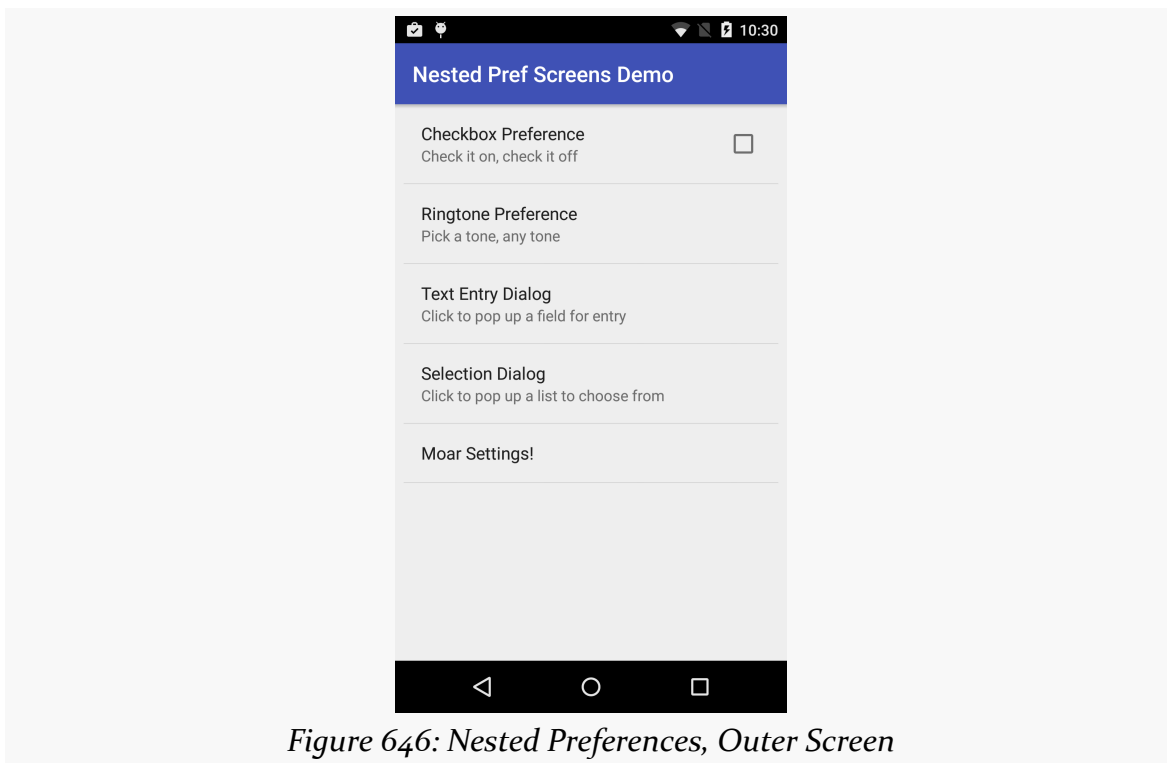 10:30
Nested Pref Screens Demo
Checkbox Preference
Check it on, check it off
Ringtone Preference
Pick a tone, any tone
Text Entry Dialog
Click to pop up a field for entry
Selection Dialog
Click to pop up a list to choose from
Moar Settings!
Figure 646: Nested Preferences, Outer Screen